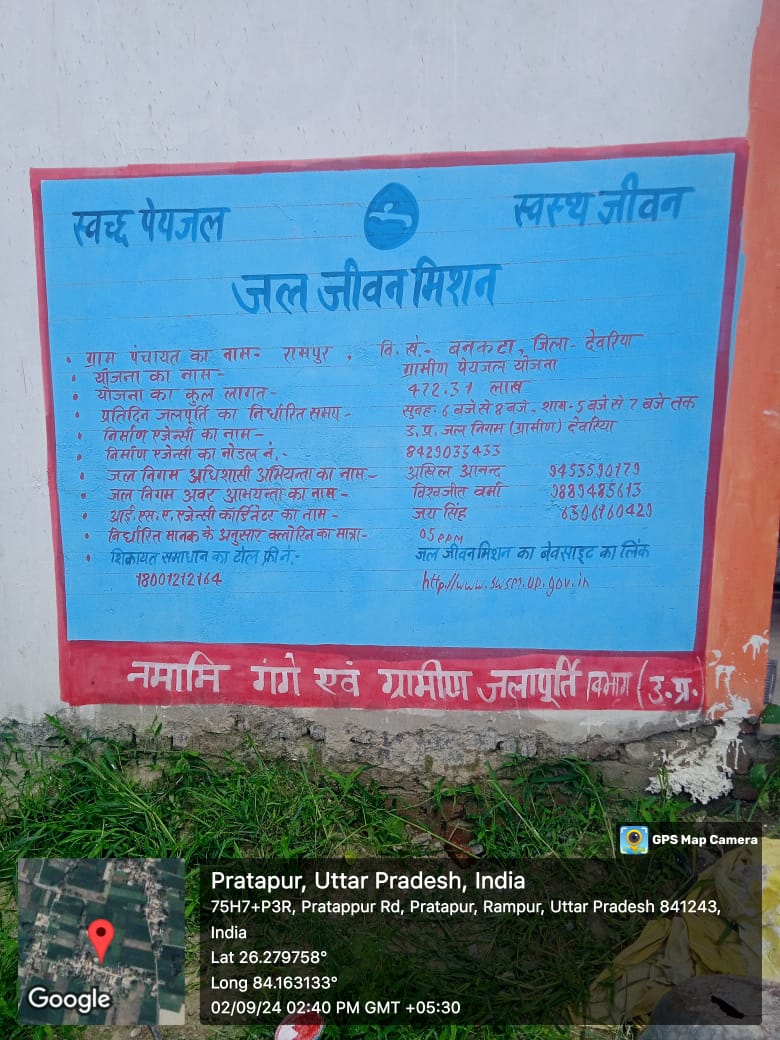 स्वच्छ पेयजल स्वस्थ जीवन
जल जीवन मिशन
• ग्राम पंचायत का नाम- रामपुर , वि. खं.- बनकटा, जिला- देवरिया
• योजना का नाम- ग्रामीण पेयजल योजना
• योजना का कुल लागत- 472.31 लाख
• प्रतिदिन जलपूर्ति का निर्धारित समय- सुबह- 6 बजे से 8 बजे, शाम- 5 बजे से 7 बजे तक
• निर्माण एजेन्सी का नाम- उ.प्र. जल निगम (ग्रामीण) देवरिया
• निर्माण एजेन्सी का नोडल नं.- 8429033433
• जल निगम अधिशासी अभियन्ता का नाम- अखिल आनन्द 9453590179
• जल निगम अवर अभियन्ता का नाम- विश्वजीत वर्मा 9889485613
• आई.एस.ए. एजेन्सी कॉर्डिनेटर का नाम- जय सिंह 6306160429
• निर्धारित मानक के अनुसार क्लोरिन का मात्रा- 05 PPM
• शिकायत समाधान का टोल फ्री नं.- जल जीवन मिशन का बेवसाइट का लिंक
18001212164 http://www.swsm.up.gov.in
नमामि गंगे एवं ग्रामीण जलापूर्ति विभाग (उ.प्र.)
GPS Map Camera
Pratapur, Uttar Pradesh, India
75H7+P3R, Pratappur Rd, Pratapur, Rampur, Uttar Pradesh 841243,
India
Lat 26.279758°
Long 84.163133°
02/09/24 02:40 PM GMT +05:30
Google